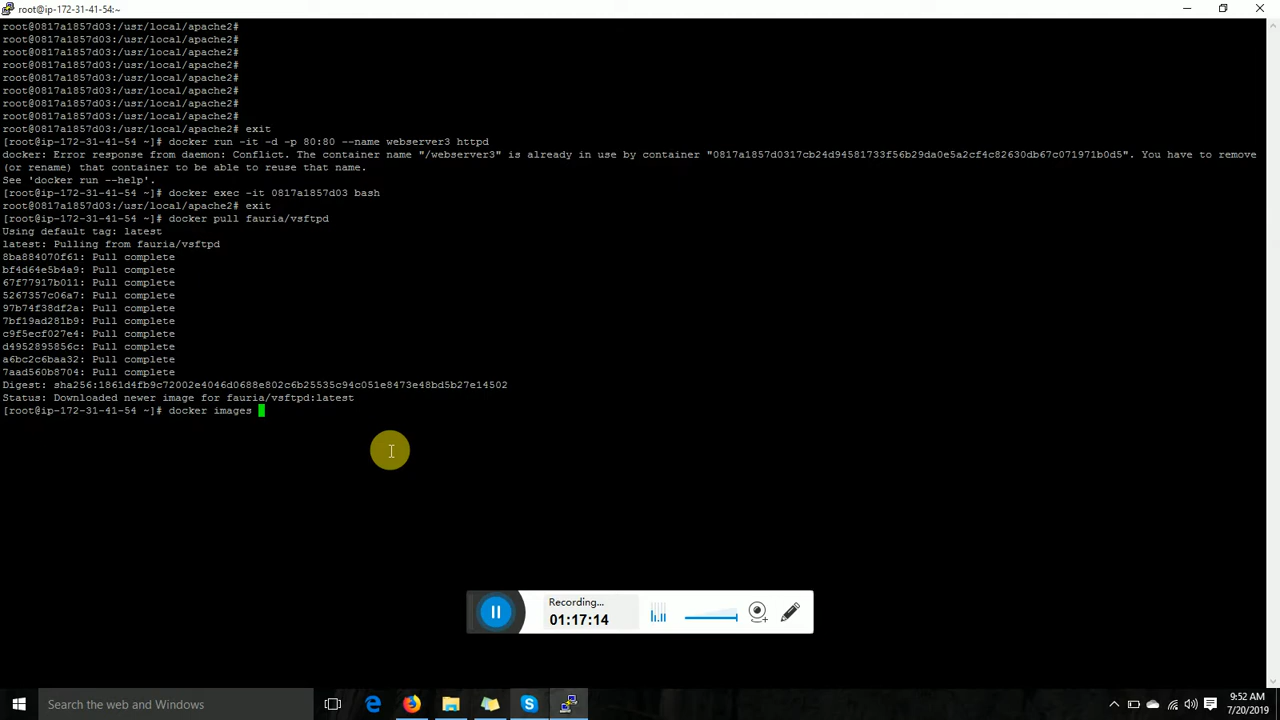 root@ip-172-31-41-54:~
root@0817a1857d03:/usr/local/apache2#
root@0817a1857d03:/usr/local/apache2#
root@0817a1857d03:/usr/local/apache2#
root@0817a1857d03:/usr/local/apache2#
root@0817a1857d03:/usr/local/apache2#
root@0817a1857d03:/usr/local/apache2#
root@0817a1857d03:/usr/local/apache2#
root@0817a1857d03:/usr/local/apache2#
root@0817a1857d03:/usr/local/apache2# exit
[root@ip-172-31-41-54 ~]# docker run -it -d -p 80:80 --name webserver3 httpd
docker: Error response from daemon: Conflict. The container name "/webserver3" is already in use by container "0817a1857d0317cb24d94581733f56b29da0e5a2cf4c82630db67c071971b0d5". You have to remove
(or rename) that container to be able to reuse that name.
See 'docker run --help'.
[root@ip-172-31-41-54 ~]# docker exec -it 0817a1857d03 bash
root@0817a1857d03:/usr/local/apache2# exit
[root@ip-172-31-41-54 ~]# docker pull fauria/vsftpd
Using default tag: latest
latest: Pulling from fauria/vsftpd
8ba884070f61: Pull complete
bf4d64e5b4a9: Pull complete
67f77917b011: Pull complete
5267357c06a7: Pull complete
97b74f38df2a: Pull complete
7bf19ad281b9: Pull complete
c9f5ecf027e4: Pull complete
d4952895856c: Pull complete
a6bc2c6baa32: Pull complete
7aad560b8704: Pull complete
Digest: sha256:1861d4fb9c72002e4046d0688e802c6b25535c94c051e8473e48bd5b27e14502
Status: Downloaded newer image for fauria/vsftpd:latest
[root@ip-172-31-41-54 ~]# docker images
Recording...
01:17:14
Search the web and Windows
9:52 AM
7/20/2019